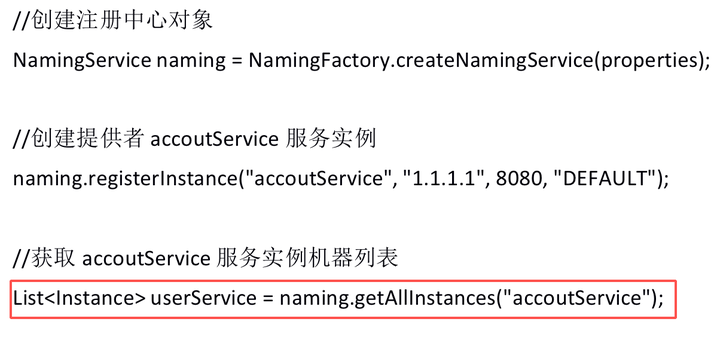 //创建注册中心对象
NamingService naming = NamingFactory.createNamingService(properties);
//创建提供者 accoutService 服务实例
naming.registerInstance("accoutService", "1.1.1.1", 8080, "DEFAULT");
//获取 accoutService 服务实例机器列表
List<Instance> userService = naming.getAllInstances("accoutService");